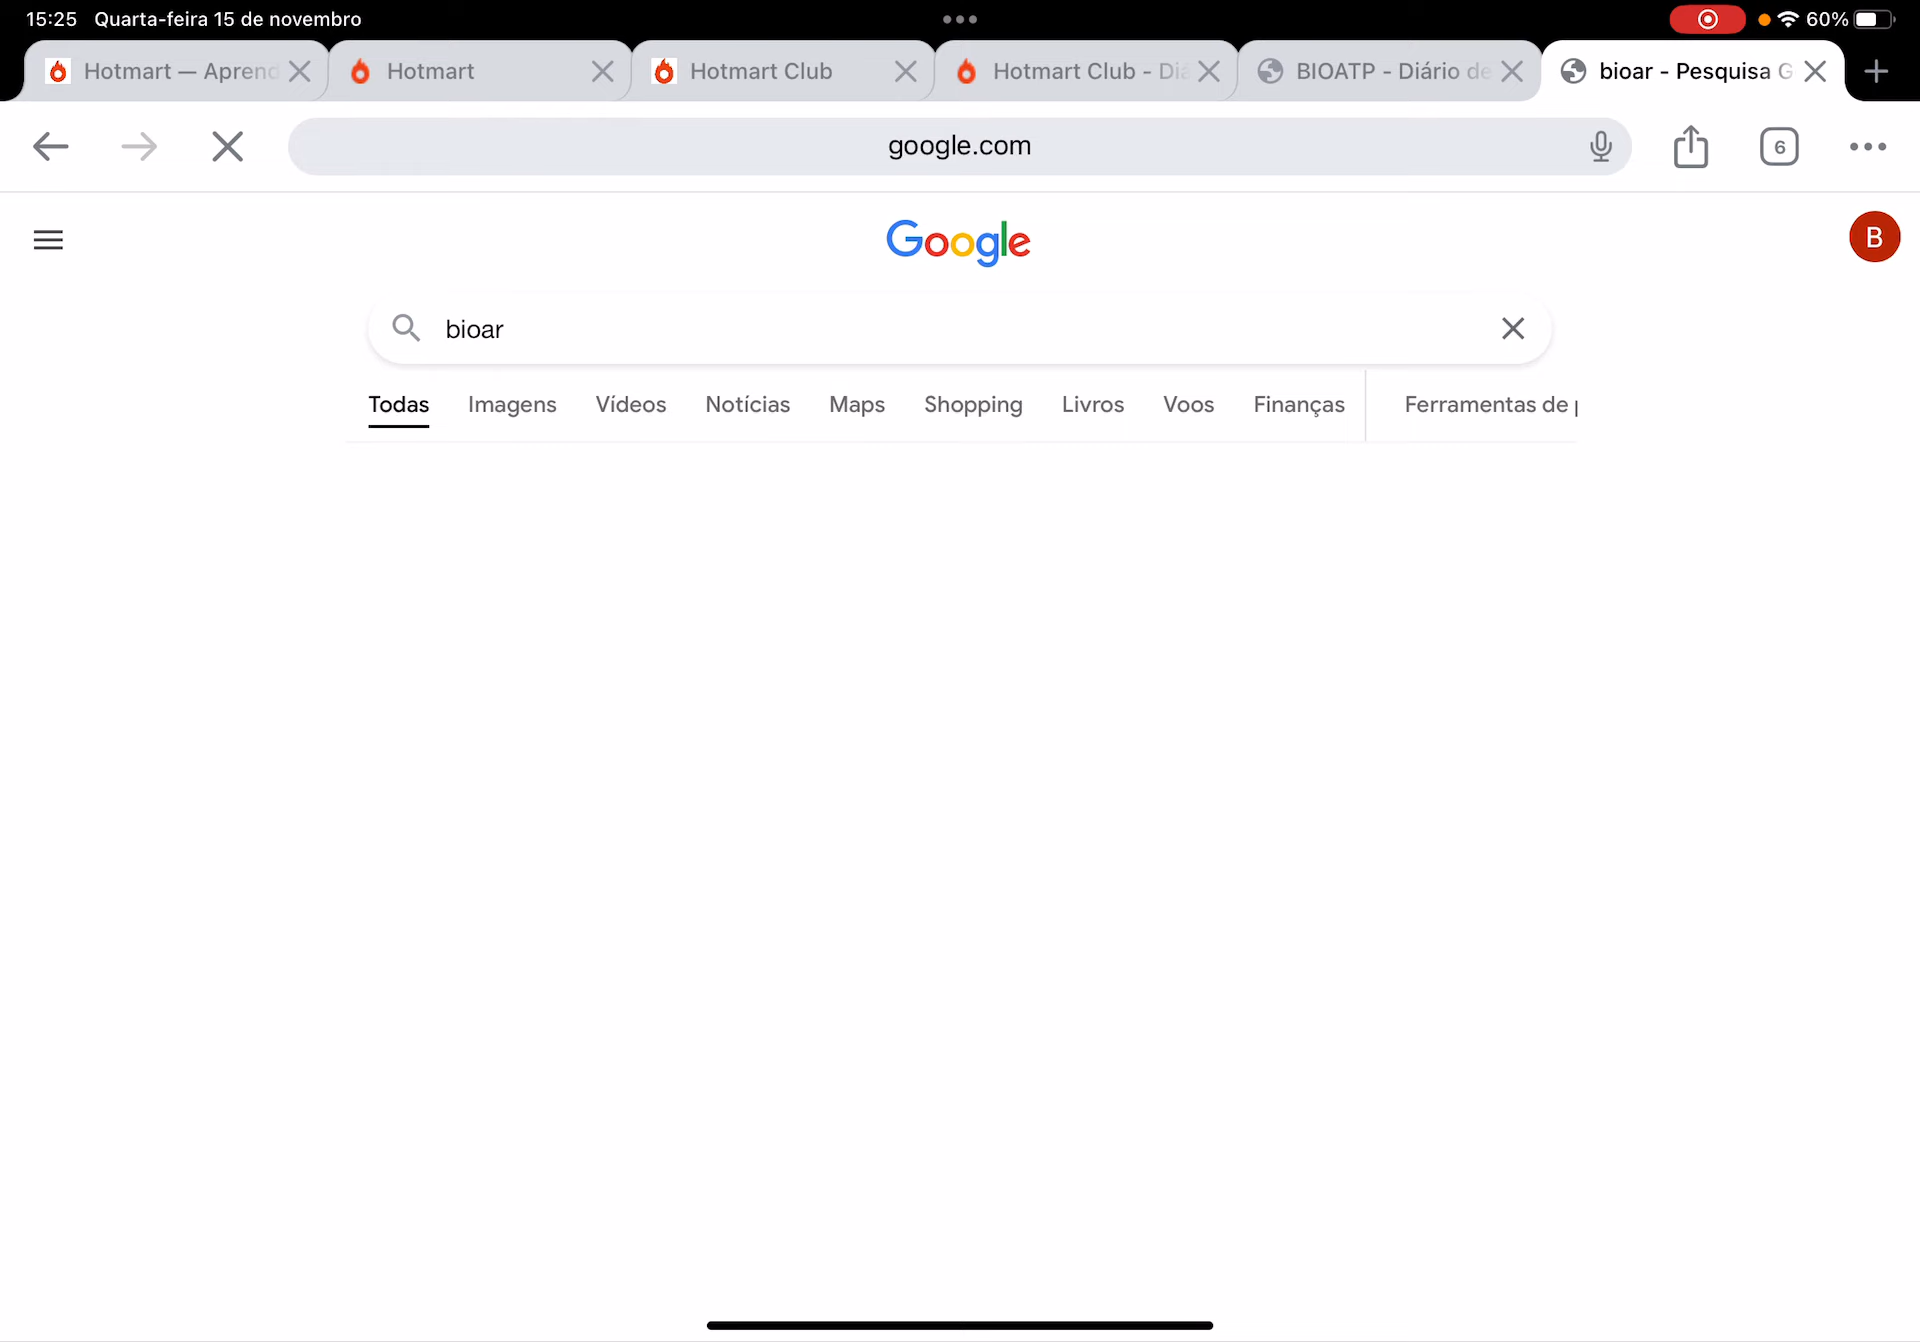 15:25 Quarta-feira 15 de novembro
60%
Hotmart — Aprend
Hotmart
Hotmart Club
Hotmart Club - Diá
BIOATP - Diário de
bioar - Pesquisa G
google.com
6
Google
B
bioar
Todas Imagens Vídeos Notícias Maps Shopping Livros Voos Finanças Ferramentas de